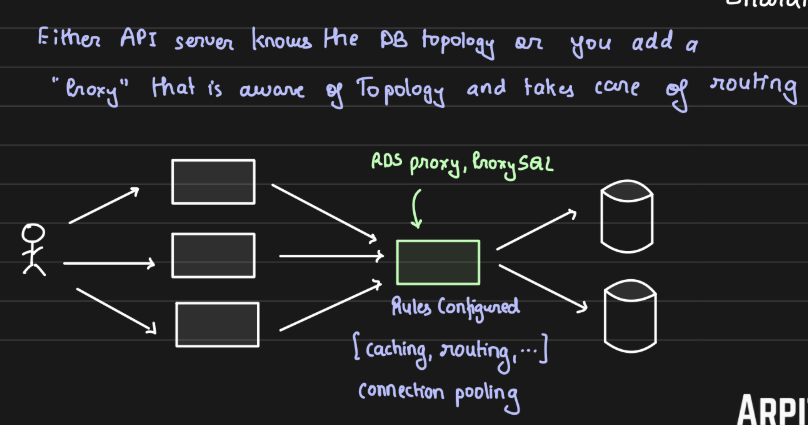 Either API server knows the DB topology or you add a
"Proxy" that is aware of Topology and takes care of routing
RDS proxy, ProxySQL
Rules Configured
[caching, routing, ...]
connection pooling
ARPI